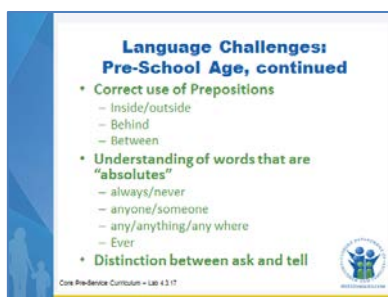 Language Challenges:
Pre-School Age, continued
• Correct use of Prepositions
– Inside/outside
– Behind
– Between
• Understanding of words that are
"absolutes"
– always/never
– anyone/someone
– any/anything/any where
– Ever
• Distinction between ask and tell
Core Pre-Service Curriculum – Lab 4.3.17